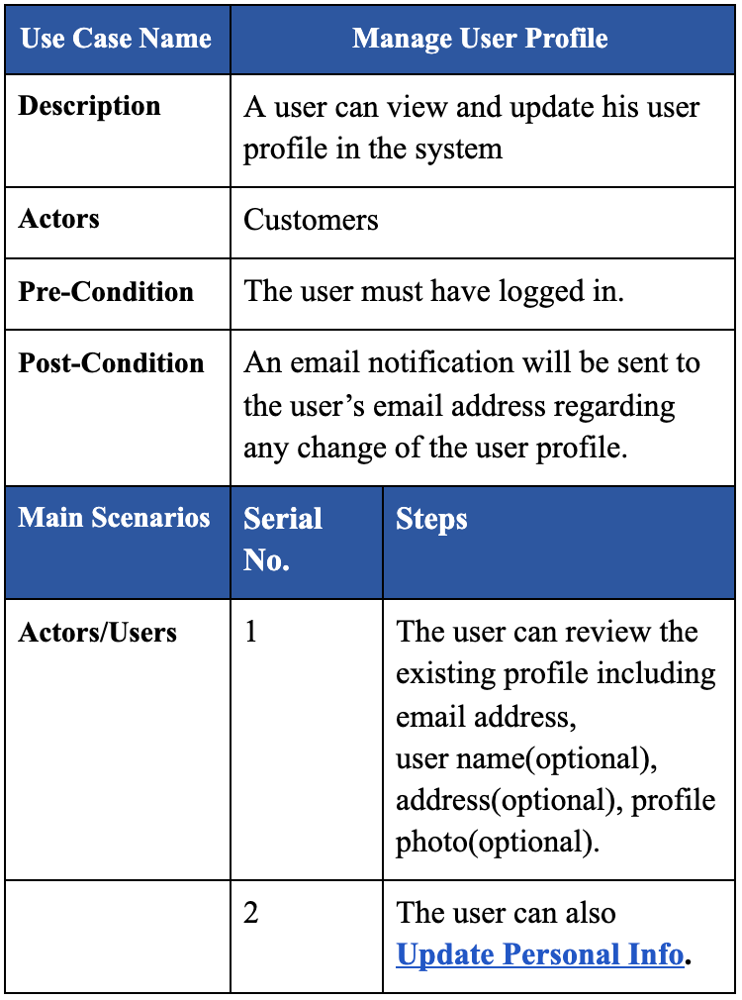 Use Case Name
Manage User Profile
Description
A user can view and update his user
profile in the system
Actors
Customers
Pre-Condition
The user must have logged in.
Post-Condition
An email notification will be sent to
the user’s email address regarding
any change of the user profile.
Main Scenarios
Serial
No.
Steps
Actors/Users
1
The user can review the
existing profile including
email address,
user name(optional),
address(optional), profile
photo(optional).
2
The user can also
Update Personal Info.